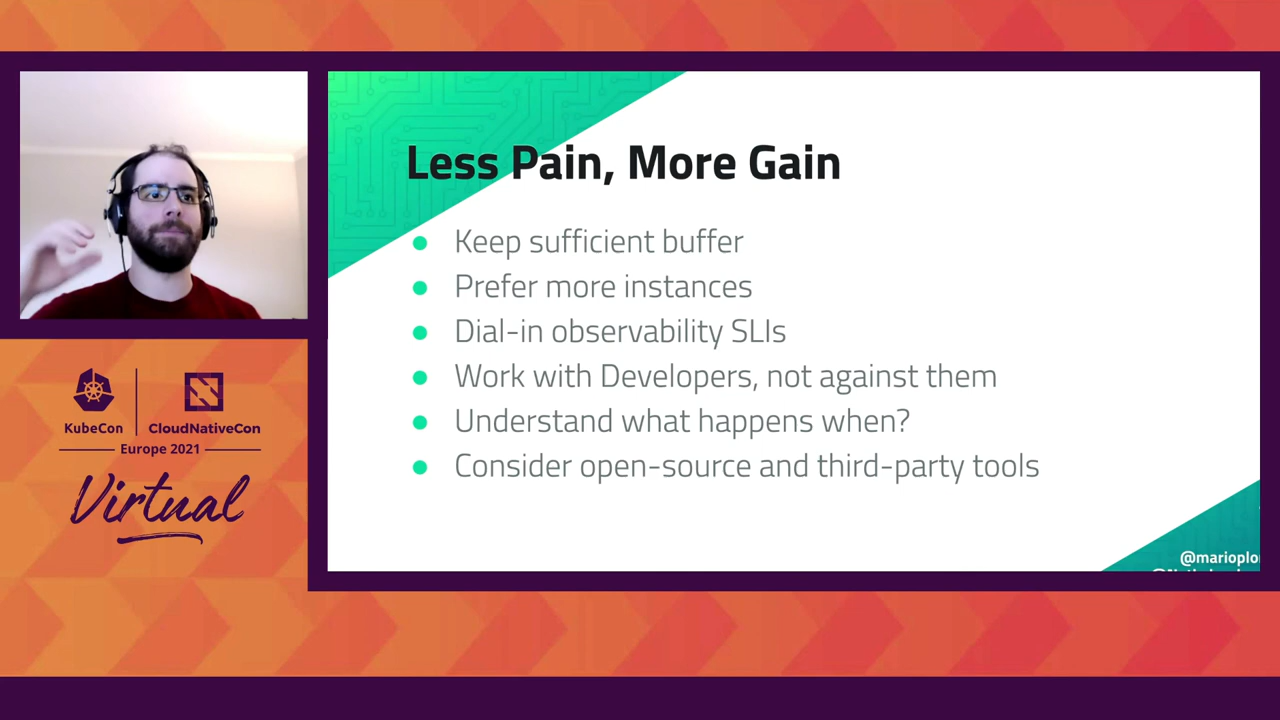 Less Pain, More Gain
Keep sufficient buffer
Prefer more instances
Dial-in observability SLIs
Work with Developers, not against them
Understand what happens when?
Consider open-source and third-party tools
@marioplo
KubeCon
CloudNativeCon
Europe 2021
Virtual